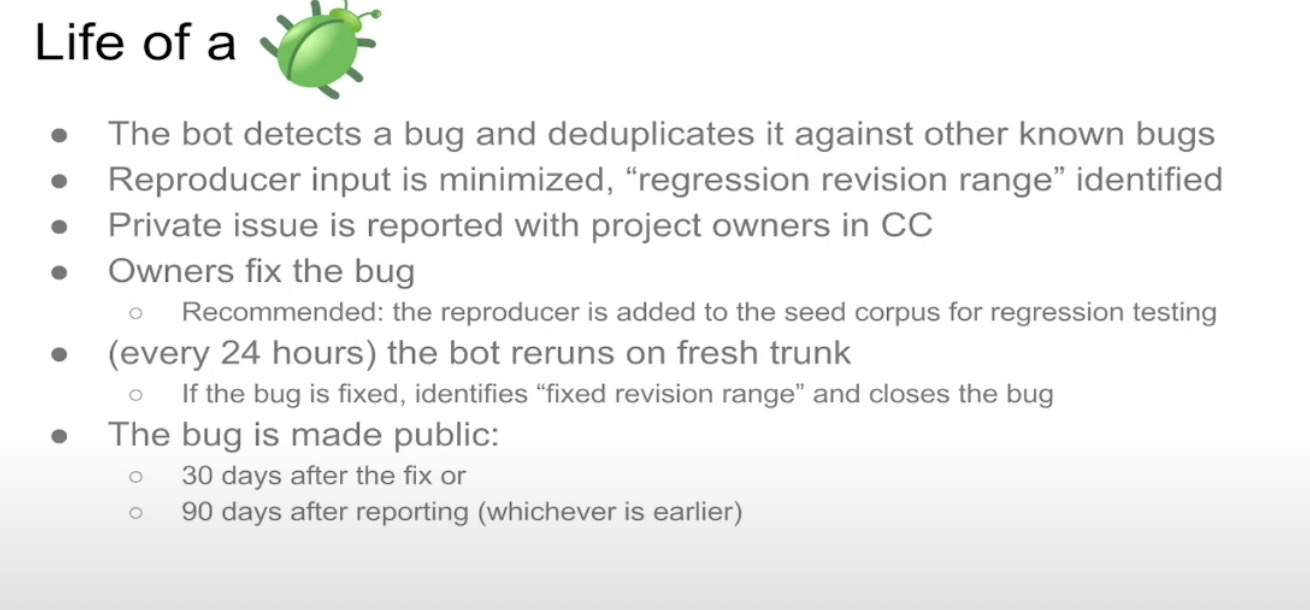 Life of a
● The bot detects a bug and deduplicates it against other known bugs
● Reproducer input is minimized, “regression revision range” identified
● Private issue is reported with project owners in CC
● Owners fix the bug
○ Recommended: the reproducer is added to the seed corpus for regression testing
● (every 24 hours) the bot reruns on fresh trunk
○ If the bug is fixed, identifies “fixed revision range” and closes the bug
● The bug is made public:
○ 30 days after the fix or
○ 90 days after reporting (whichever is earlier)